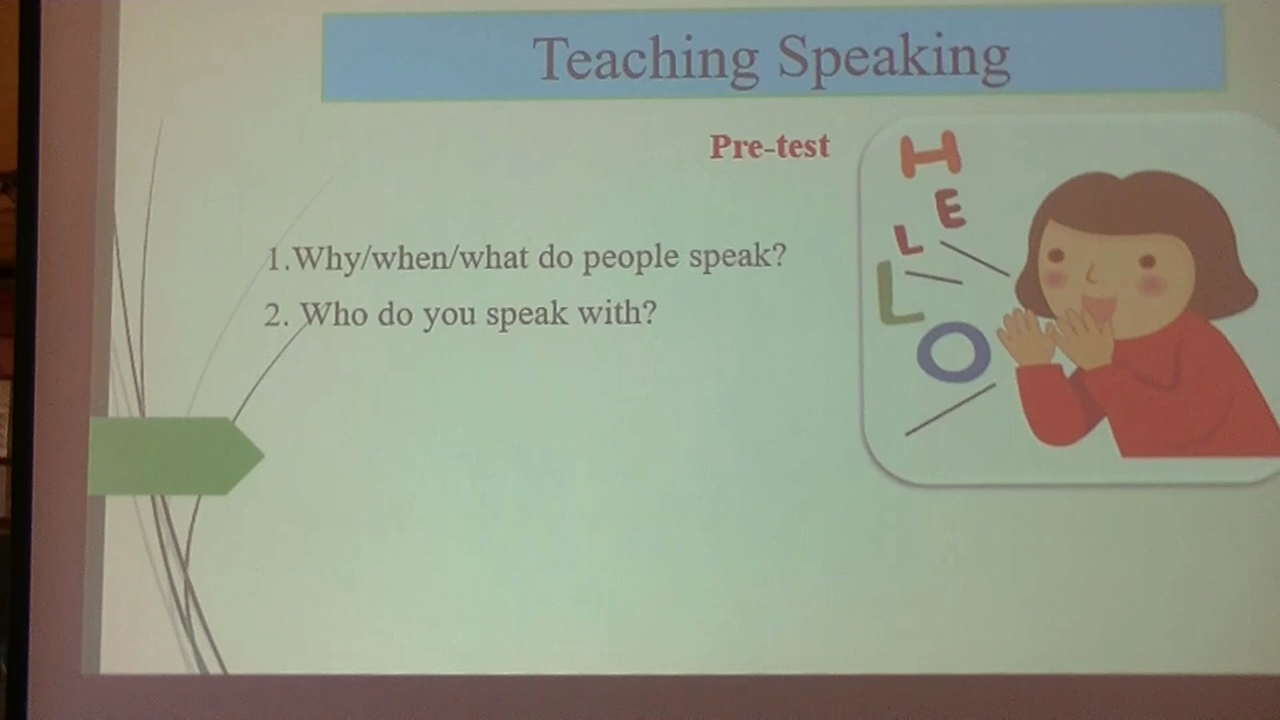 Teaching Speaking
Pre-test
1.Why/when/what do people speak?
2. Who do you speak with?
H
E
L
L
O